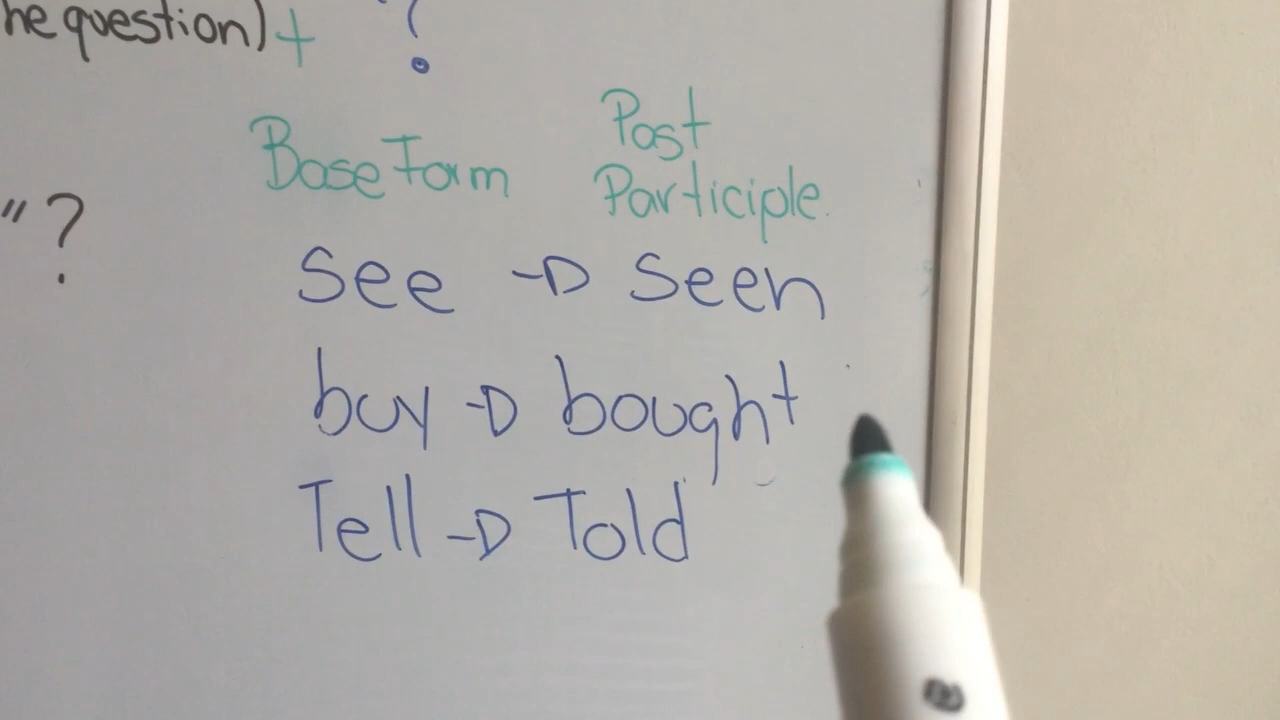 he question) + ?
Base Form Past Participle.
" ?
see → seen
buy → bought
Tell → Told